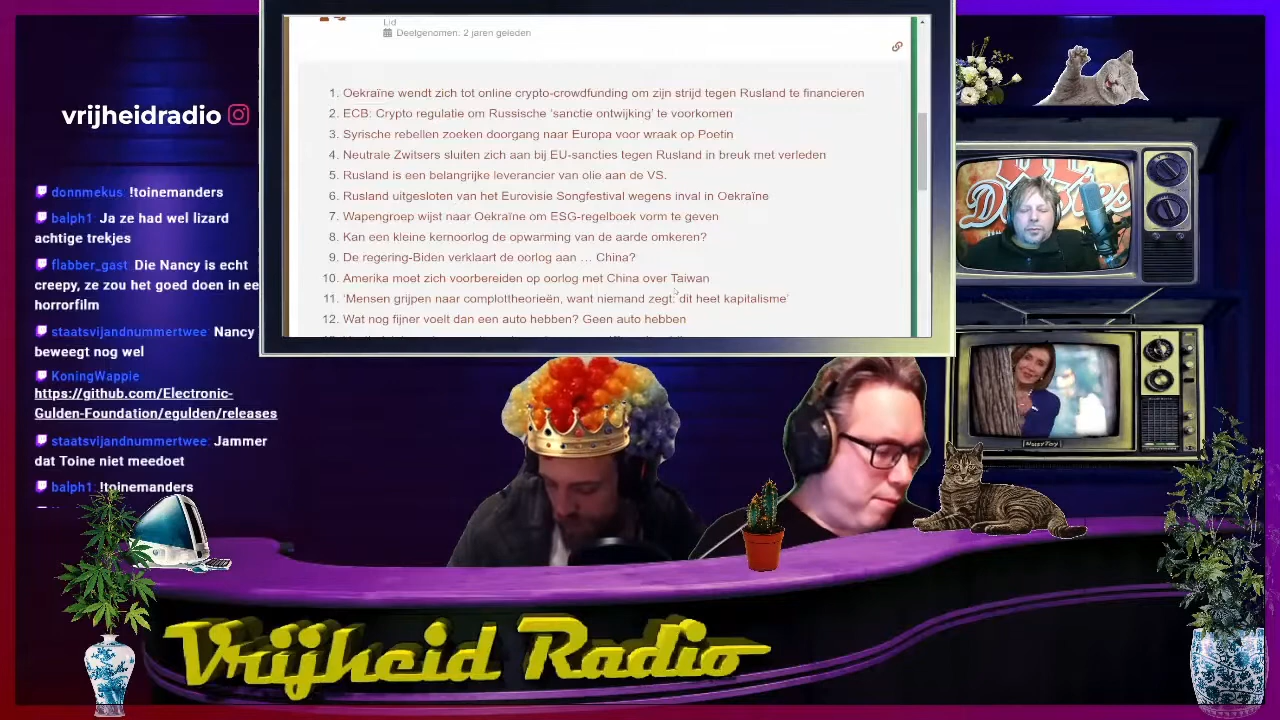 Lid
Deelgenomen: 2 jaren geleden
1. Oekraïne wendt zich tot online crypto-crowdfunding om zijn strijd tegen Rusland te financieren
2. ECB: Crypto regulatie om Russische ‘sanctie ontwijking’ te voorkomen
3. Syrische rebellen zoeken doorgang naar Europa voor wraak op Poetin
4. Neutrale Zwitsers sluiten zich aan bij EU-sancties tegen Rusland in breuk met verleden
5. Rusland is een belangrijke leverancier van olie aan de VS.
6. Rusland uitgesloten van het Eurovisie Songfestival wegens inval in Oekraïne
7. Wapengroep wijst naar Oekraïne om ESG-regelboek vorm te geven
8. Kan een kleine kernoorlog de opwarming van de aarde omkeren?
9. De regering-Biden verklaart de oorlog aan … China?
10. Amerika moet zich voorbereiden op oorlog met China over Taiwan
11. ‘Mensen grijpen naar complottheorieën, want niemand zegt: dit heet kapitalisme’
12. Wat nog fijner voelt dan een auto hebben? Geen auto hebben
vrijheidradio
donnmekus: !toinemanders
balph1: Ja ze had wel lizard
achtige trekjes
flabber_gast: Die Nancy is echt
creepy, ze zou het goed doen in ee
horrorfilm
staatsvijandnummertwee: Nancy
beweegt nog wel
KoningWappie
https://github.com/Electronic-
Gulden-Foundation/egulden/releases
staatsvijandnummertwee: Jammer
dat Toine niet meedoet
balph1: !toinemanders
Vrijheid Radio